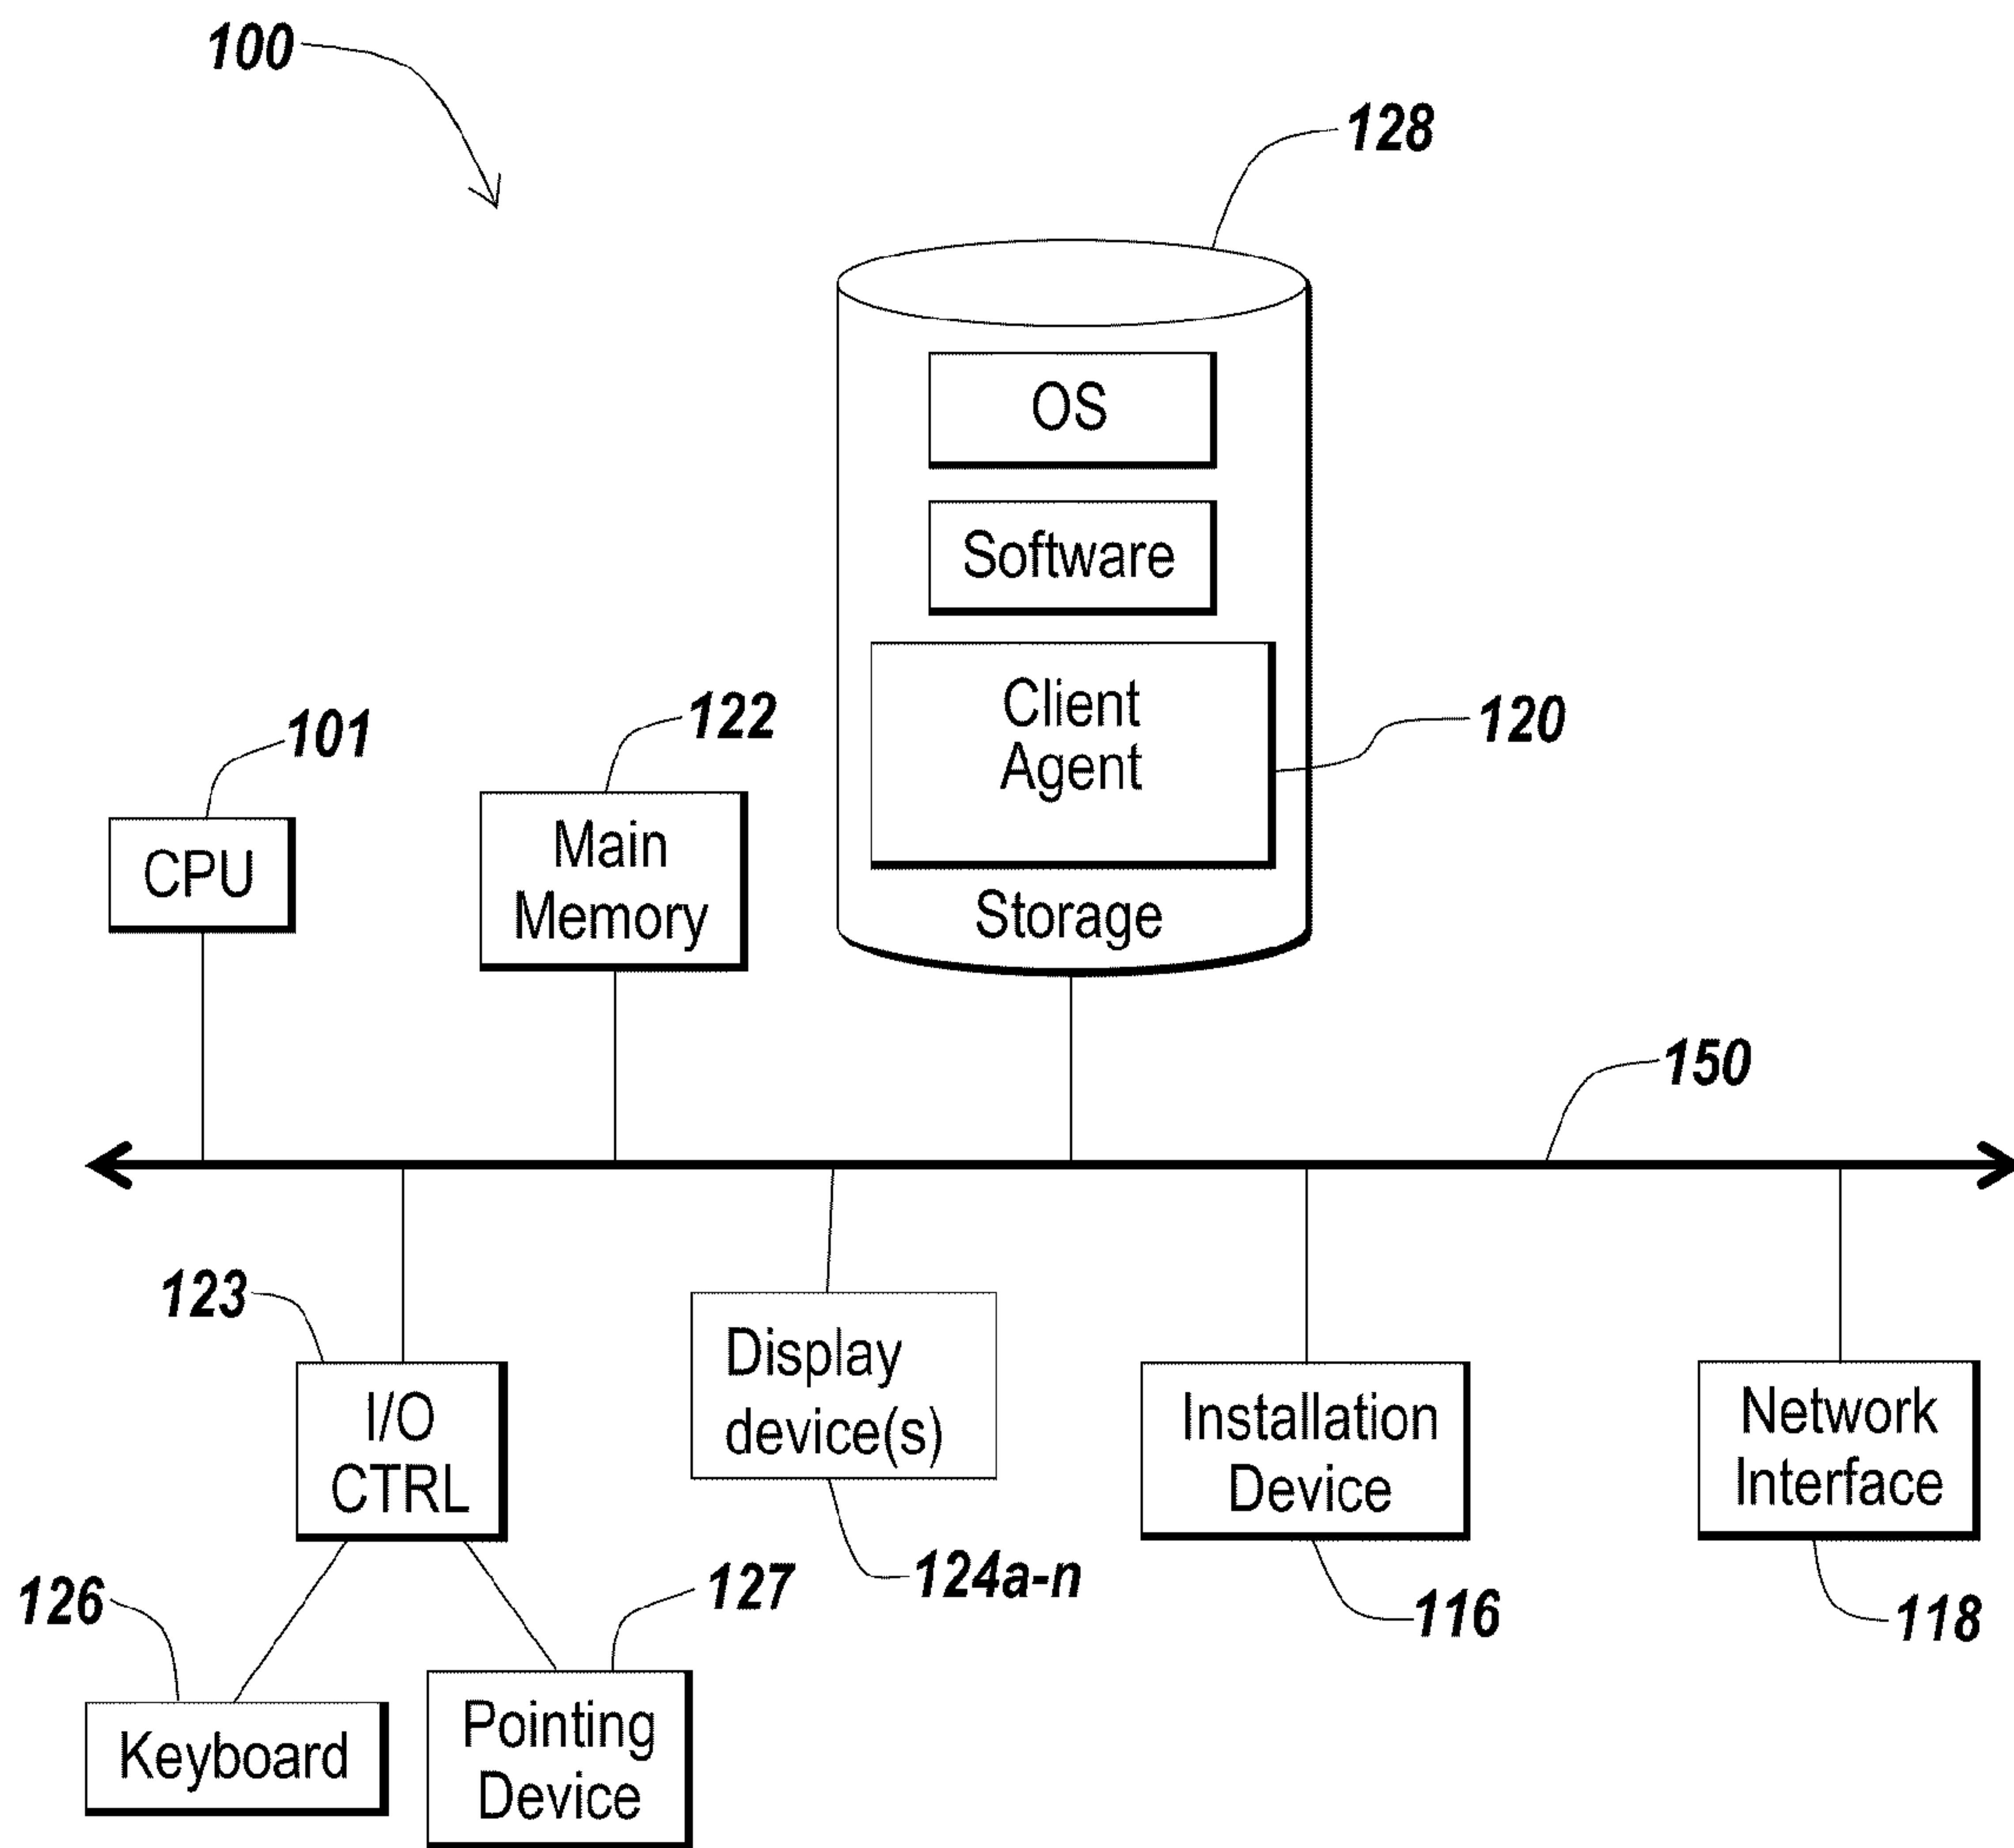 100
128
OS
Software
Client
Agent
120
Storage
101
CPU
122
Main
Memory
150
123
I/O
CTRL
Display
device(s)
124a-n
Installation
Device
116
Network
Interface
118
126
Keyboard
127
Pointing
Device